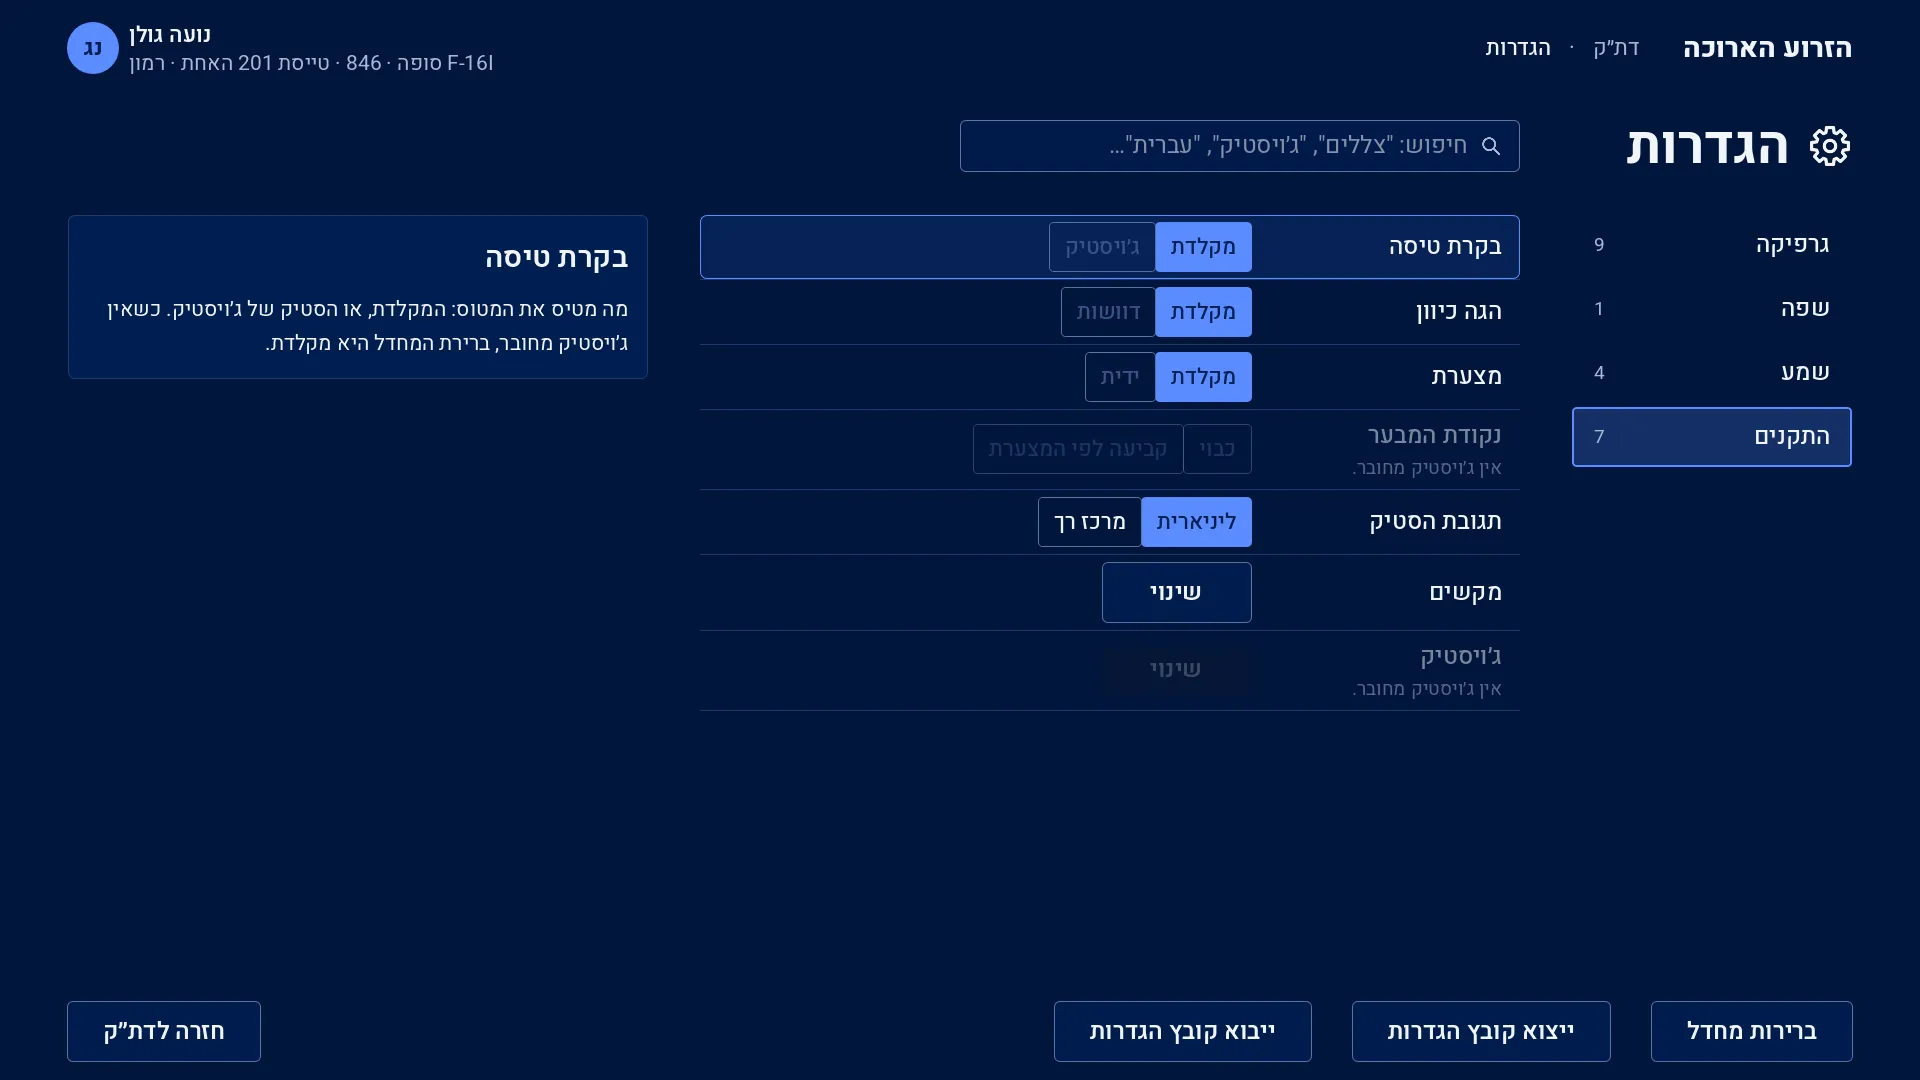 הזרוע הארוכה
דת״ק · הגדרות
נועה גולן
F-16I סופה · 846 · טייסת 201 האחת · רמון
נג
הגדרות
חיפוש: "צללים", "ג׳ויסטיק", "עברית"...
גרפיקה 9
שפה 1
שמע 4
התקנים 7
בקרת טיסה מקלדת ג׳ויסטיק
הגה כיוון מקלדת דוושות
מצערת מקלדת ידית
נקודת המבער כבוי קביעה לפי המצערת
אין ג׳ויסטיק מחובר.
תגובת הסטיק ליניארית מרכז רך
מקשים שינוי
ג׳ויסטיק שינוי
אין ג׳ויסטיק מחובר.
בקרת טיסה
מה מטיס את המטוס: המקלדת, או הסטיק של ג׳ויסטיק. כשאין
ג׳ויסטיק מחובר, ברירת המחדל היא מקלדת.
ברירות מחדל
ייצוא קובץ הגדרות
ייבוא קובץ הגדרות
חזרה לדת״ק